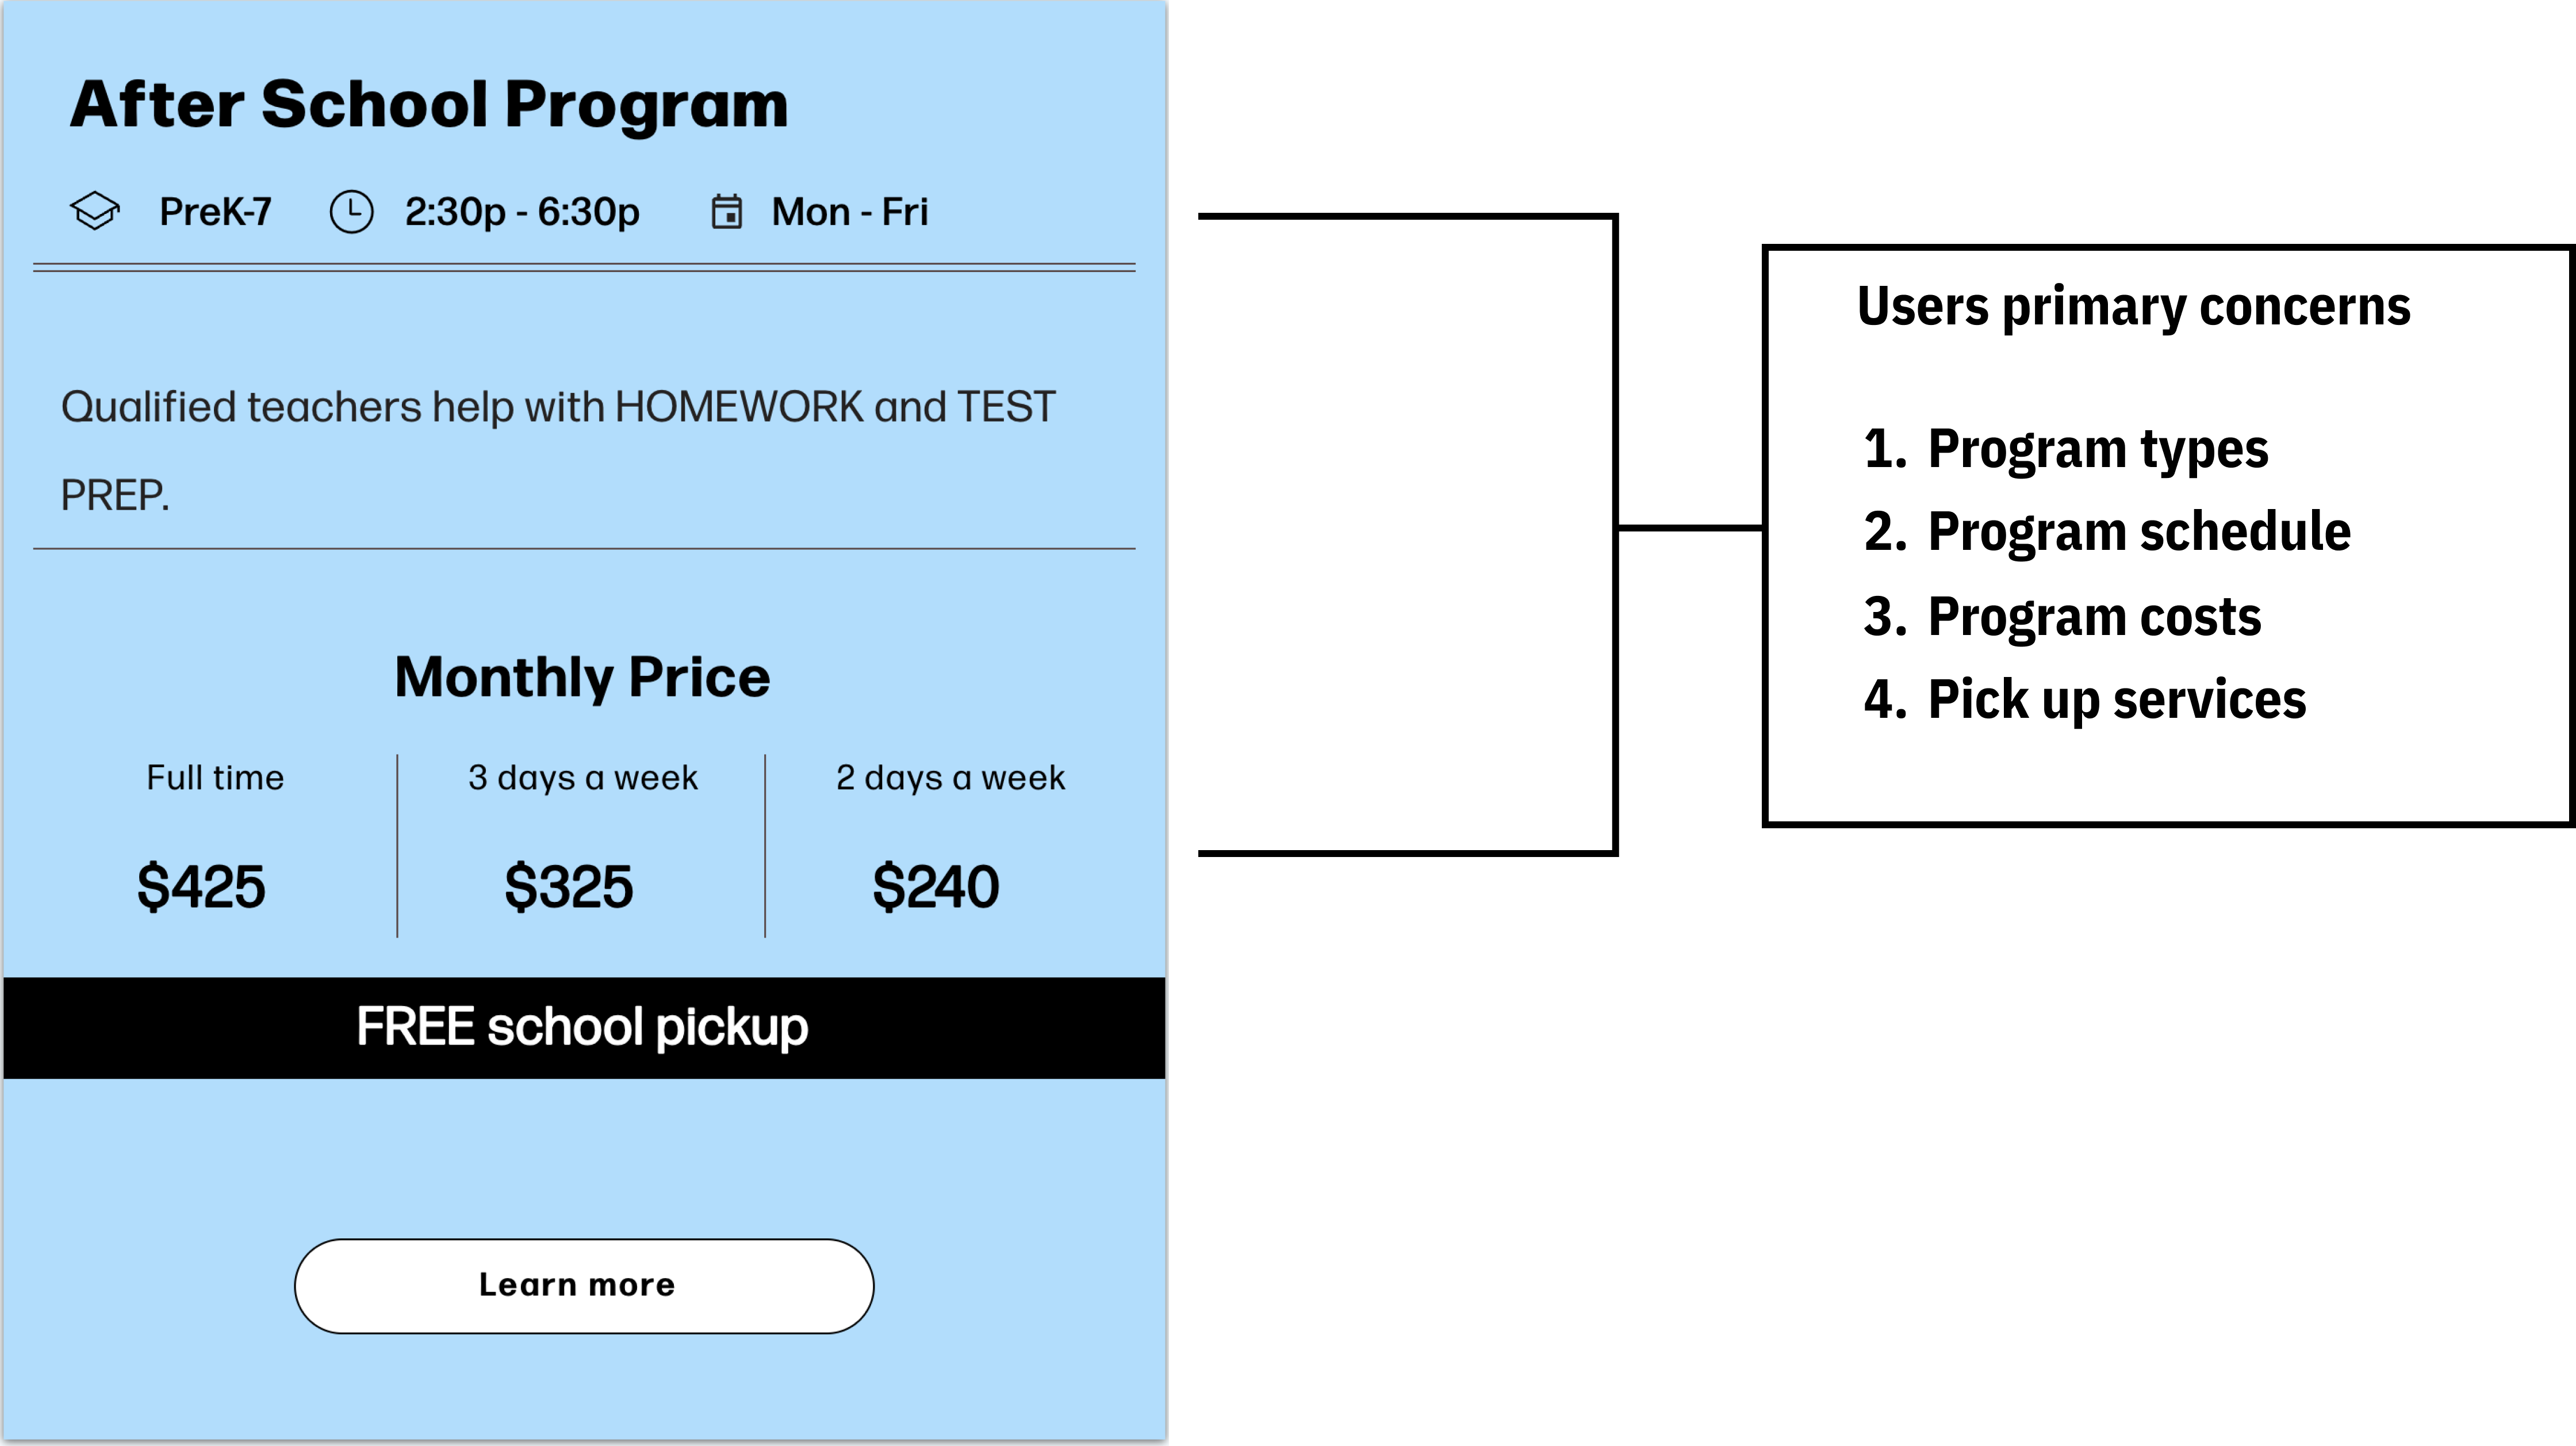 After School Program
PreK-7 2:30p - 6:30p Mon - Fri
Qualified teachers help with HOMEWORK and TEST
PREP.
Monthly Price
Full time 3 days a week 2 days a week
$425 $325 $240
FREE school pickup
Learn more
Users primary concerns
1. Program types
2. Program schedule
3. Program costs
4. Pick up services